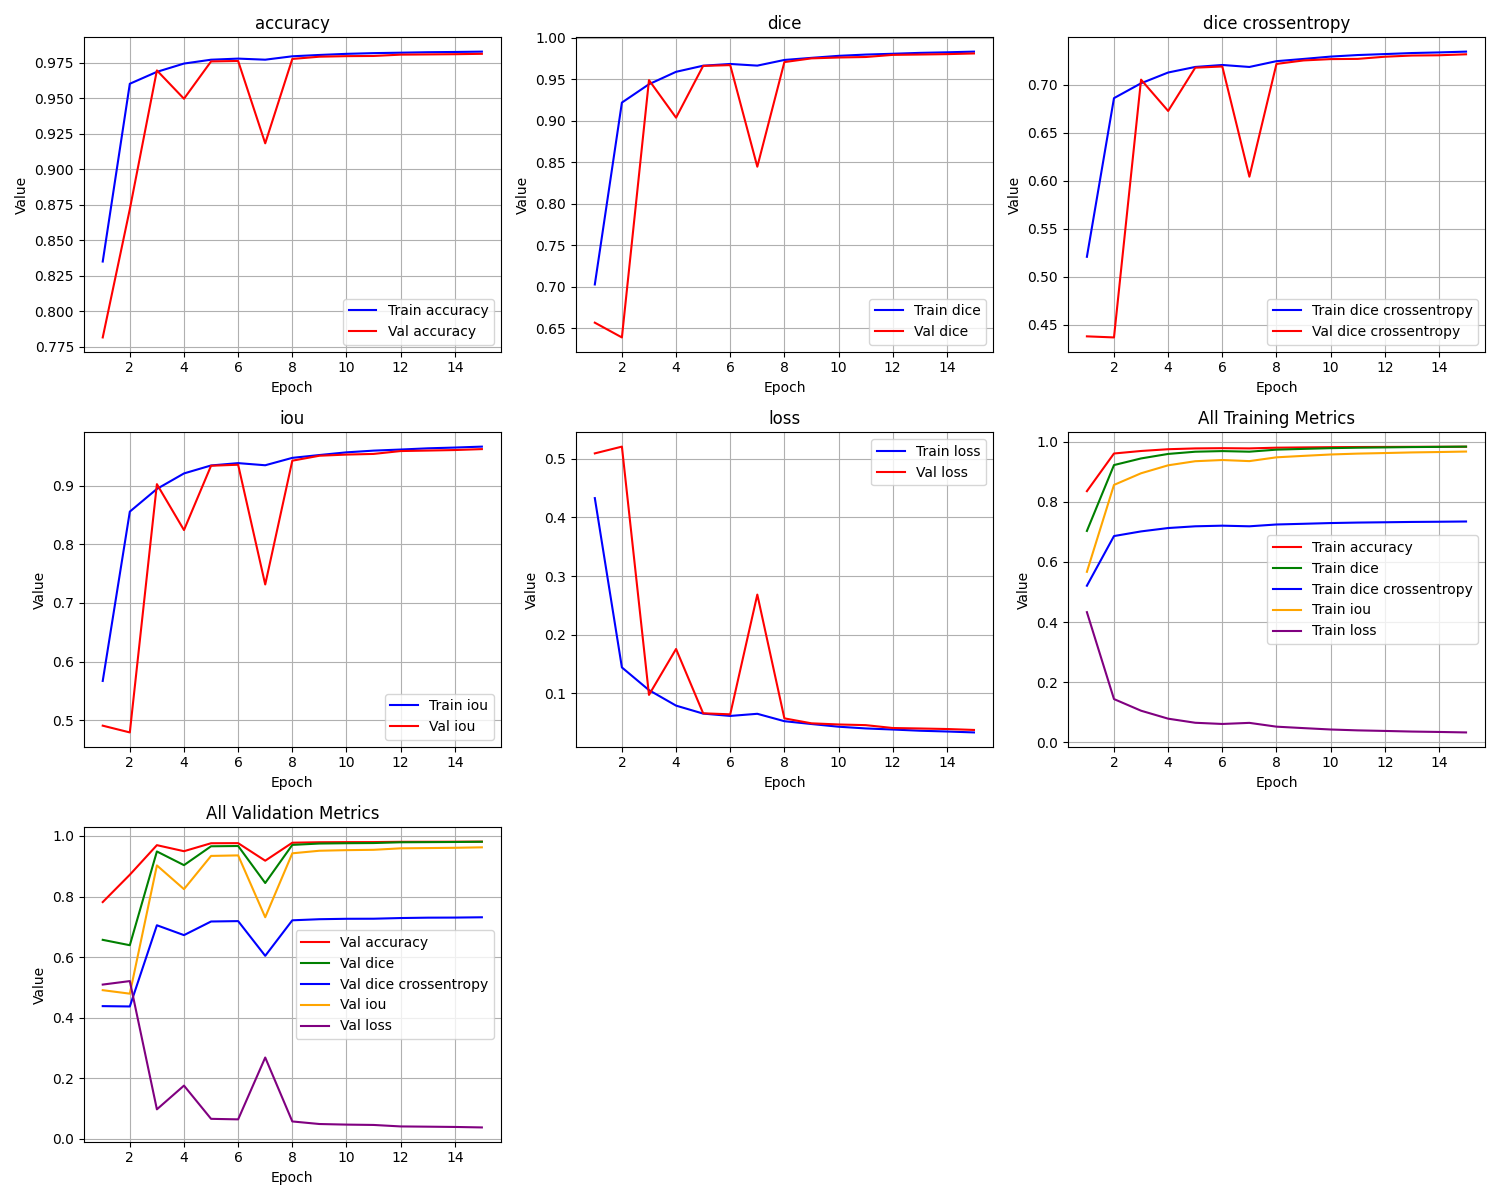 accuracy
Value
0.975
0.950
0.925
0.900
0.875
0.850
0.825
0.800
0.775
Train accuracy
Val accuracy
2 4 6 8 10 12 14
Epoch
dice
Value
1.00
0.95
0.90
0.85
0.80
0.75
0.70
0.65
Train dice
Val dice
2 4 6 8 10 12 14
Epoch
dice crossentropy
Value
0.70
0.65
0.60
0.55
0.50
0.45
Train dice crossentropy
Val dice crossentropy
2 4 6 8 10 12 14
Epoch
iou
Value
0.9
0.8
0.7
0.6
0.5
Train iou
Val iou
2 4 6 8 10 12 14
Epoch
loss
Value
0.5
0.4
0.3
0.2
0.1
Train loss
Val loss
2 4 6 8 10 12 14
Epoch
All Training Metrics
Value
1.0
0.8
0.6
0.4
0.2
0.0
Train accuracy
Train dice
Train dice crossentropy
Train iou
Train loss
2 4 6 8 10 12 14
Epoch
All Validation Metrics
Value
1.0
0.8
0.6
0.4
0.2
0.0
Val accuracy
Val dice
Val dice crossentropy
Val iou
Val loss
2 4 6 8 10 12 14
Epoch